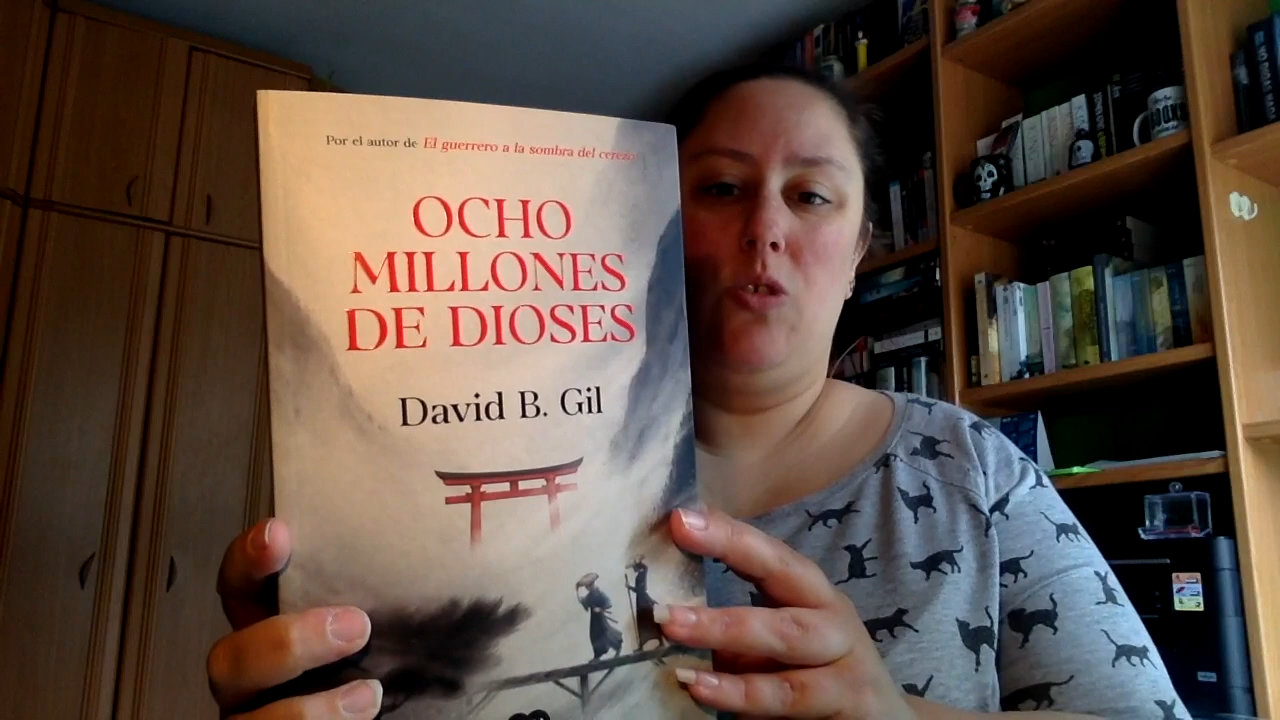 Por el autor de El guerrero a la sombra del cerezo
OCHO
MILLONES
DE DIOSES
David B. Gil